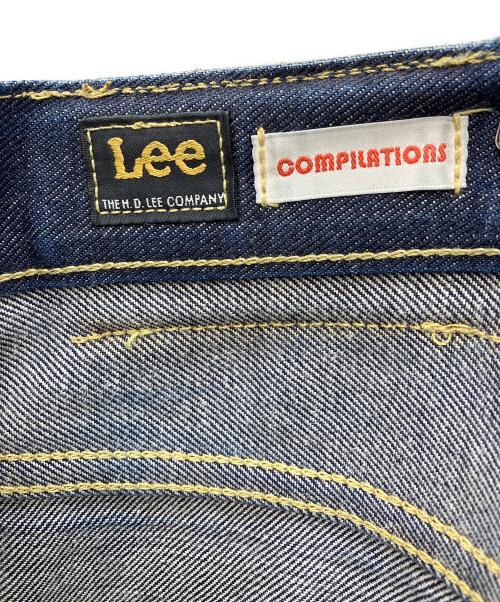 Lee
THE H. D. LEE COMPANY
COMPILATIONS